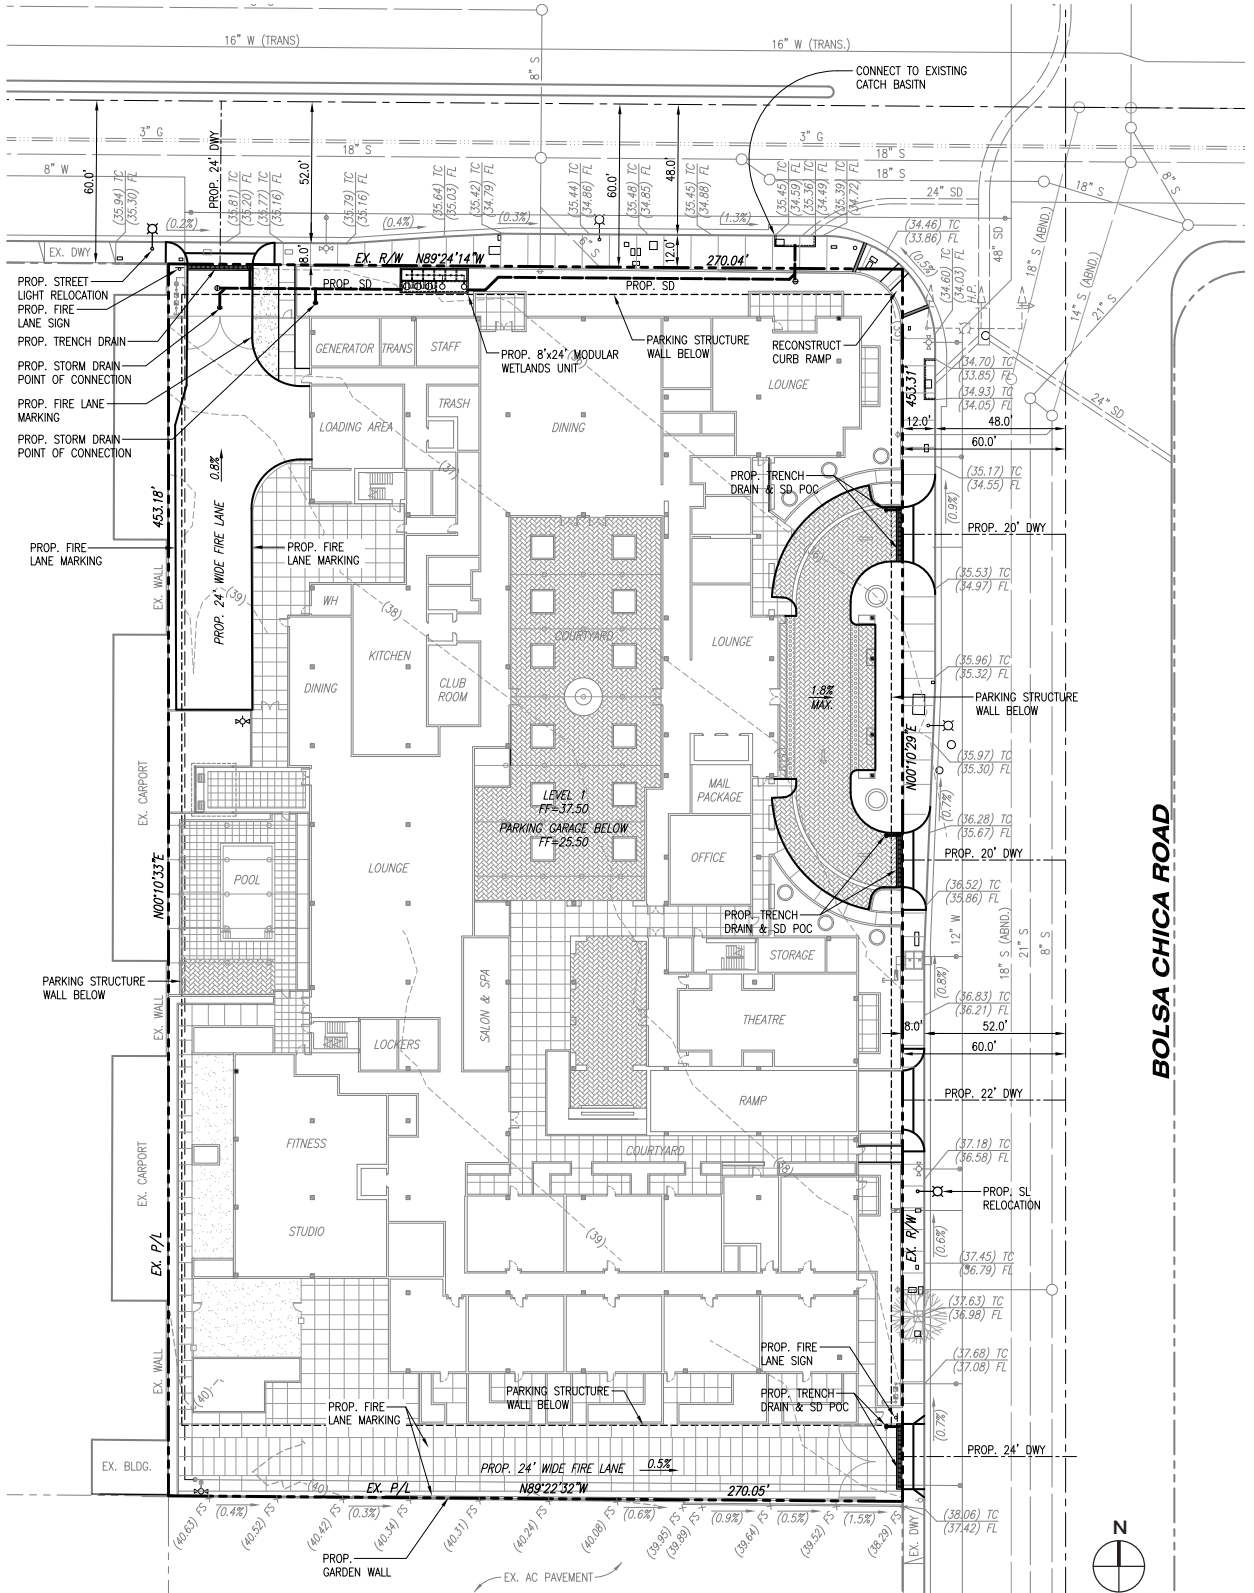 16" W (TRANS)
16" W (TRANS.)
8" S
CONNECT TO EXISTING
CATCH BASITN
3" G
3" G
18" S
18" S
18" S
8" W
60.0'
PROP. 24' DWY
52.0'
60.0'
48.0'
24" SD
18" S
8" S
(35.94) TC
(35.30) FL
(35.81) TC
(35.20) FL
(35.77) TC
(35.16) FL
(35.79) TC
(35.16) FL
(35.64) TC
(35.03) FL
(35.42) TC
(34.79) FL
(35.44) TC
(34.86) FL
(35.48) TC
(34.85) FL
(35.45) TC
(34.88) FL
(35.45) TC
(34.59) FL
(35.36) TC
(34.49) FL
(35.39) TC
(34.72) FL
(0.2%)
(0.4%)
(0.3%)
(1.3%)
(34.46) TC
(33.86) FL
(0.5%)
(34.60) TC
(34.03) FL
H.P.
48" SD
18" S (ABND.)
14" S (ABND.)
21" S
EX. DWY
8.0'
EX. R/W
N89°24'14"W
6" S
12.0'
270.04'
PROP. STREET
LIGHT RELOCATION
PROP. FIRE
LANE SIGN
PROP. TRENCH DRAIN
PROP. STORM DRAIN
POINT OF CONNECTION
PROP. FIRE LANE
MARKING
PROP. STORM DRAIN
POINT OF CONNECTION
PROP. SD
PROP. SD
PROP. 8'x24' MODULAR
WETLANDS UNIT
PARKING STRUCTURE
WALL BELOW
RECONSTRUCT
CURB RAMP
GENERATOR
TRANS
STAFF
TRASH
LOADING AREA
DINING
LOUNGE
453.31'
(34.70) TC
(33.85) FL
(34.93) TC
(34.05) FL
12.0'
48.0'
60.0'
24" SD
(37)
0.8%
453.18'
PROP. 24' WIDE FIRE LANE
PROP. FIRE
LANE MARKING
PROP. FIRE
LANE MARKING
PROP. TRENCH
DRAIN & SD POC
(35.17) TC
(34.55) FL
(0.9%)
PROP. 20' DWY
(35.53) TC
(34.97) FL
EX. WALL
(39)
(38)
WH
KITCHEN
DINING
CLUB
ROOM
COURTYARD
LOUNGE
1.8%
MAX.
(35.96) TC
(35.32) FL
PARKING STRUCTURE
WALL BELOW
N00°10'29"E
(35.97) TC
(35.30) FL
(0.7%)
(36.28) TC
(35.67) FL
EX. CARPORT
LEVEL 1
FF=37.50
PARKING GARAGE BELOW
FF=25.50
MAIL
PACKAGE
OFFICE
PROP. 20' DWY
LOUNGE
POOL
N00°10'33"E
(36.52) TC
(35.86) FL
PROP. TRENCH
DRAIN & SD POC
12" W
18" S (ABND.)
21" S
8" S
BOLSA CHICA ROAD
PARKING STRUCTURE
WALL BELOW
STORAGE
SALON & SPA
THEATRE
(0.8%)
(36.83) TC
(36.21) FL
8.0'
52.0'
60.0'
EX. WALL
LOCKERS
RAMP
PROP. 22' DWY
EX. CARPORT
FITNESS
COURTYARD
(38)
(37.18) TC
(36.58) FL
PROP. SL
RELOCATION
STUDIO
(39)
EX. P/L
EX. R/W
(0.6%)
(37.45) TC
(36.79) FL
(37.63) TC
(36.98) FL
EX. WALL
(40)
PROP. FIRE
LANE SIGN
(37.68) TC
(37.08) FL
PARKING STRUCTURE
WALL BELOW
PROP. TRENCH
DRAIN & SD POC
PROP. FIRE
LANE MARKING
(0.7%)
PROP. 24' DWY
EX. BLDG.
PROP. 24' WIDE FIRE LANE
0.5%
(40)
EX. P/L
N89°22'32"W
270.05'
(40.63) FS
(0.4%)
(40.52) FS
(40.42) FS
(0.3%)
(40.34) FS
(40.31) FS
(40.24) FS
(40.08) FS
(0.6%)
(39.95) FS
(39.89) FS
(0.9%)
(39.64) FS
(0.5%)
(39.52) FS
(1.5%)
(38.29) FS
EX. DWY
(38.06) TC
(37.42) FL
PROP.
GARDEN WALL
EX. AC PAVEMENT
N